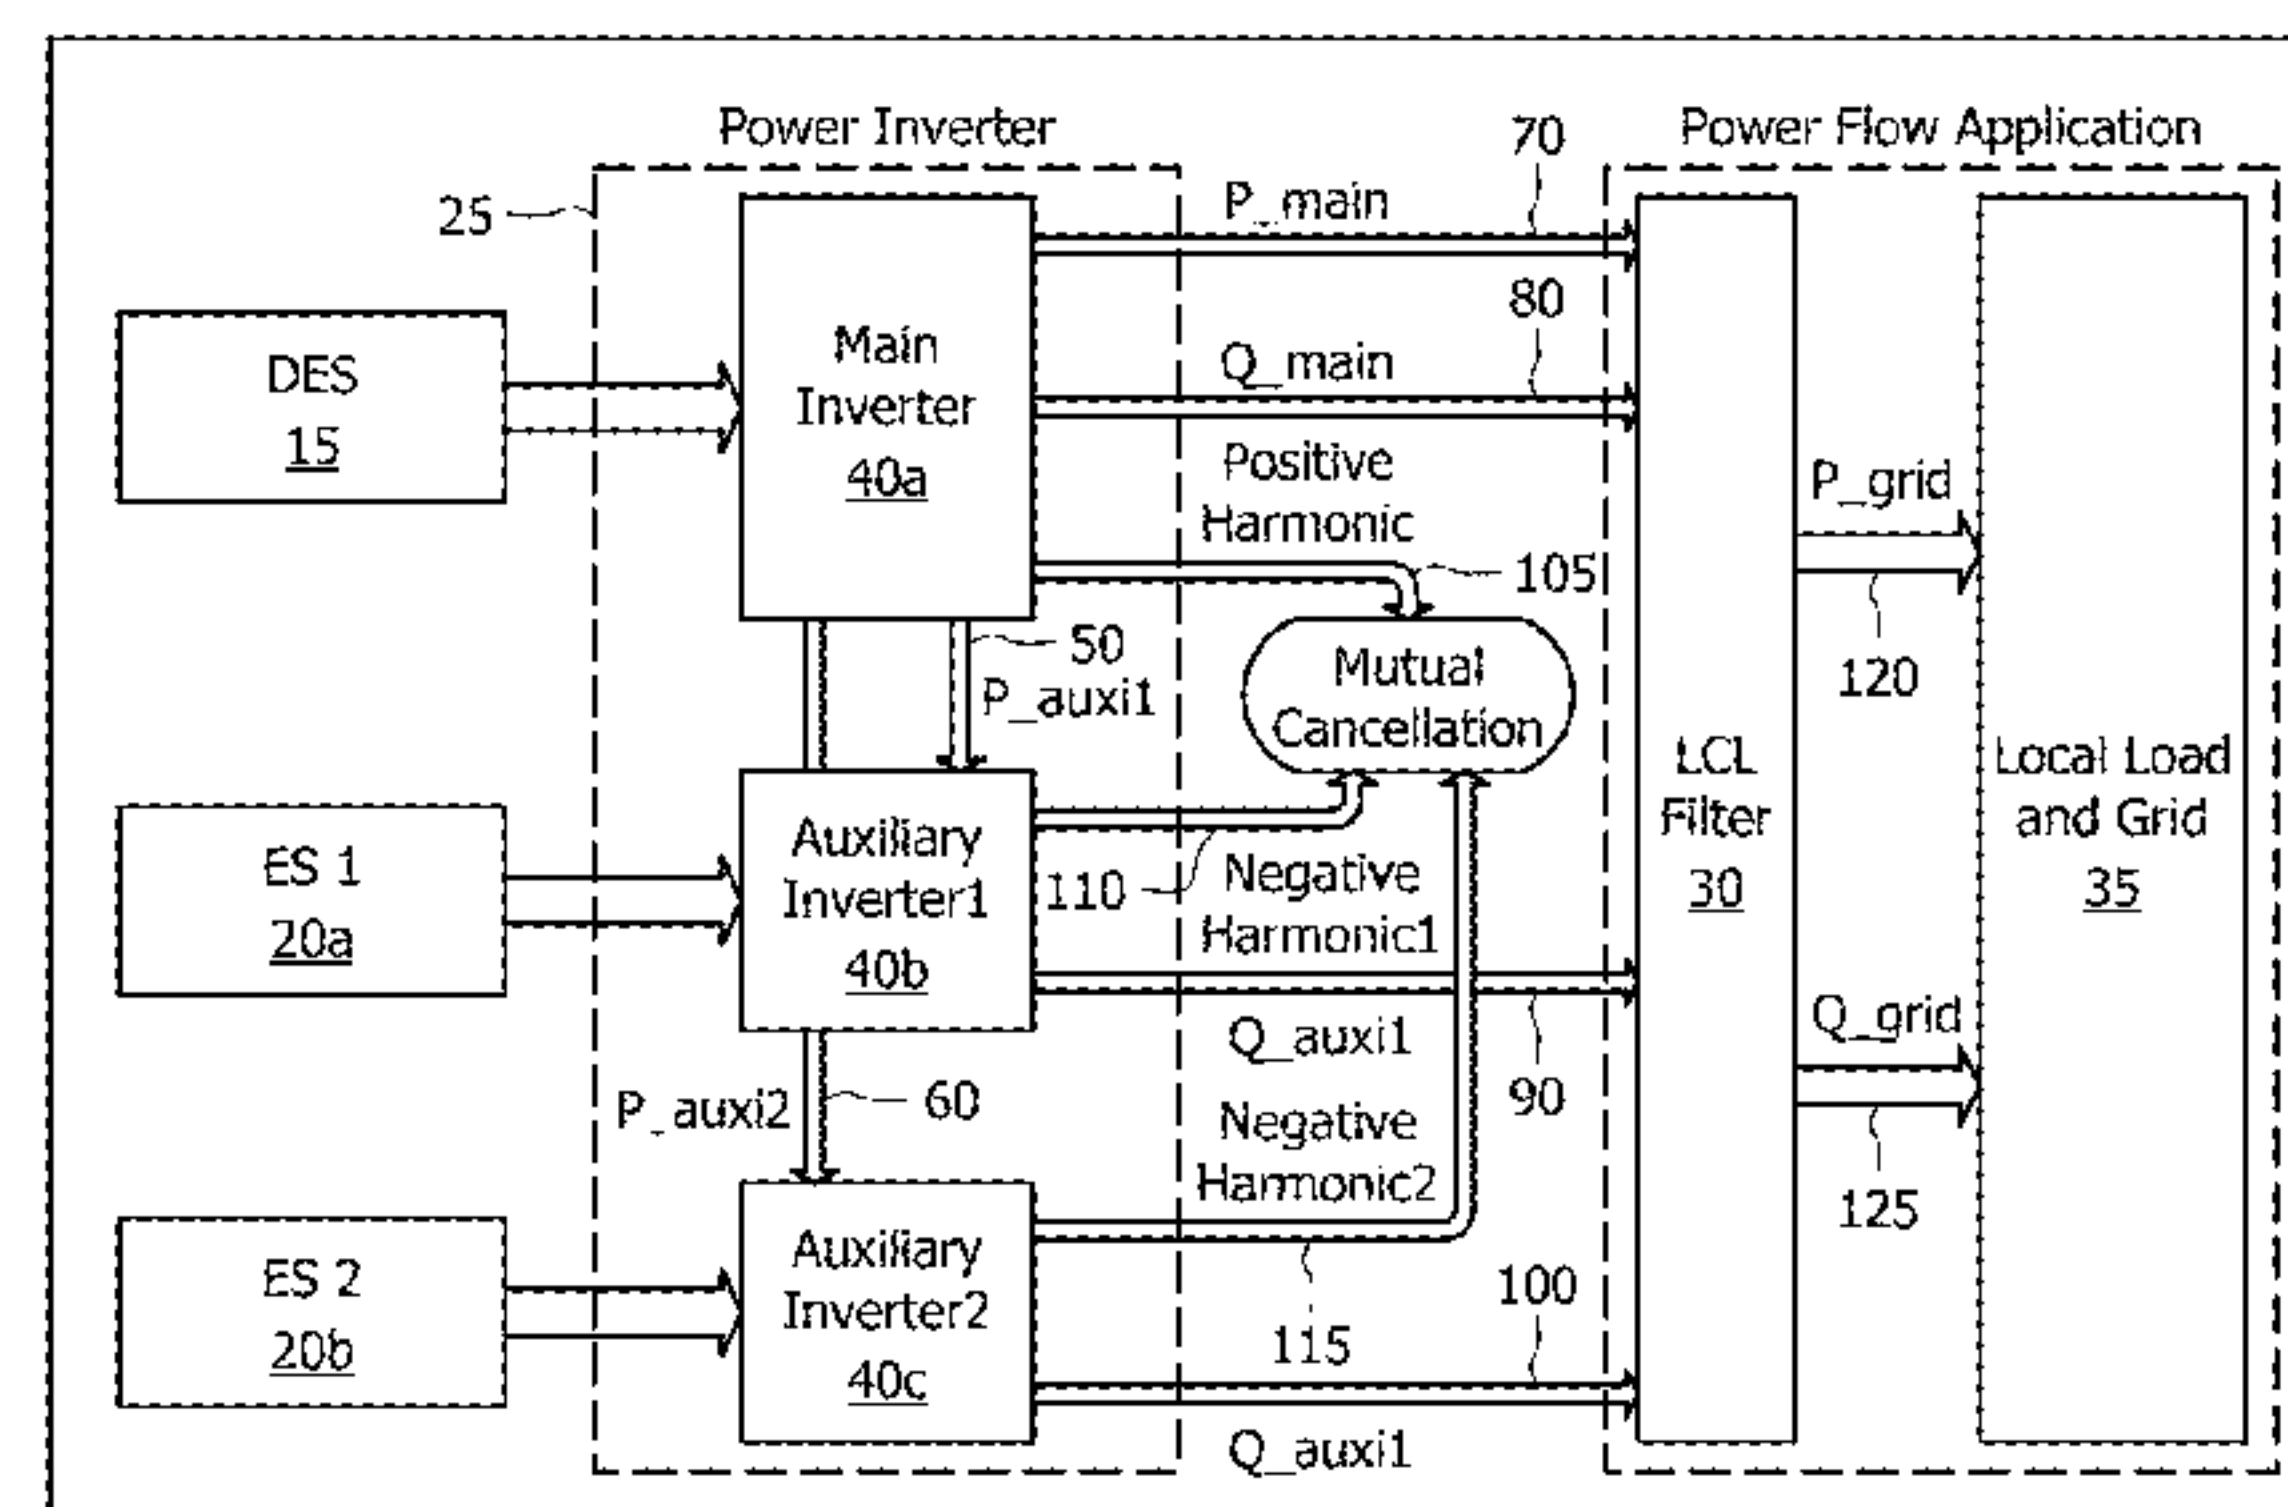 Power Inverter
70
Power Flow Application
25
P_main
80
DES
15
Main
Inverter
40a
Q_main
Positive
Harmonic
105
P_grid
120
50
P_auxi1
Mutual
Cancellation
LCL
Filter
30
Local Load
and Grid
35
ES 1
20a
Auxiliary
Inverter1
40b
110
Negative
Harmonic1
Q_auxi1
90
Q_grid
125
P_auxi2
60
Negative
Harmonic2
ES 2
20b
Auxiliary
Inverter2
40c
115
100
Q_auxi1